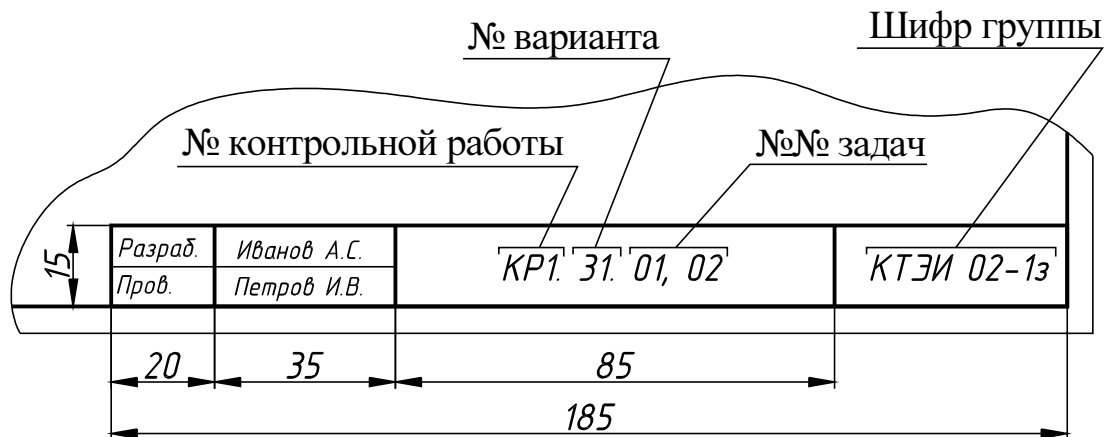 № варианта
Шифр группы
№ контрольной работы
№№ задач
15
Разраб. Иванов А.С.
Пров. Петров И.В.
КР1. 31. 01, 02
КТЭИ 02-1з
20
35
85
185